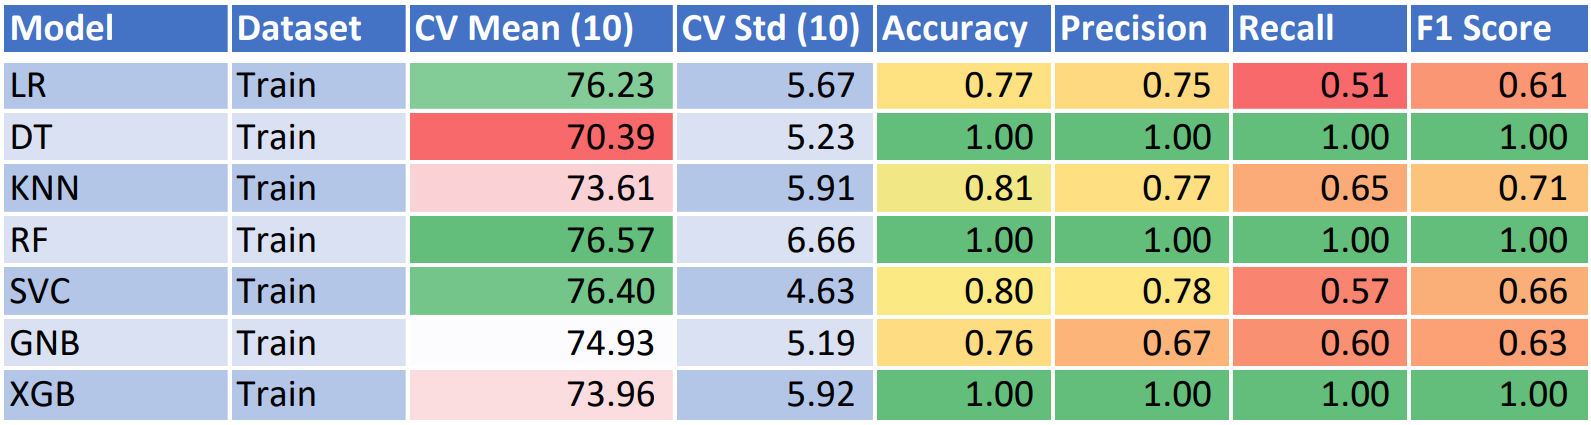 Model Dataset CV Mean (10) CV Std (10) Accuracy Precision Recall F1 Score
LR Train 76.23 5.67 0.77 0.75 0.51 0.61
DT Train 70.39 5.23 1.00 1.00 1.00 1.00
KNN Train 73.61 5.91 0.81 0.77 0.65 0.71
RF Train 76.57 6.66 1.00 1.00 1.00 1.00
SVC Train 76.40 4.63 0.80 0.78 0.57 0.66
GNB Train 74.93 5.19 0.76 0.67 0.60 0.63
XGB Train 73.96 5.92 1.00 1.00 1.00 1.00